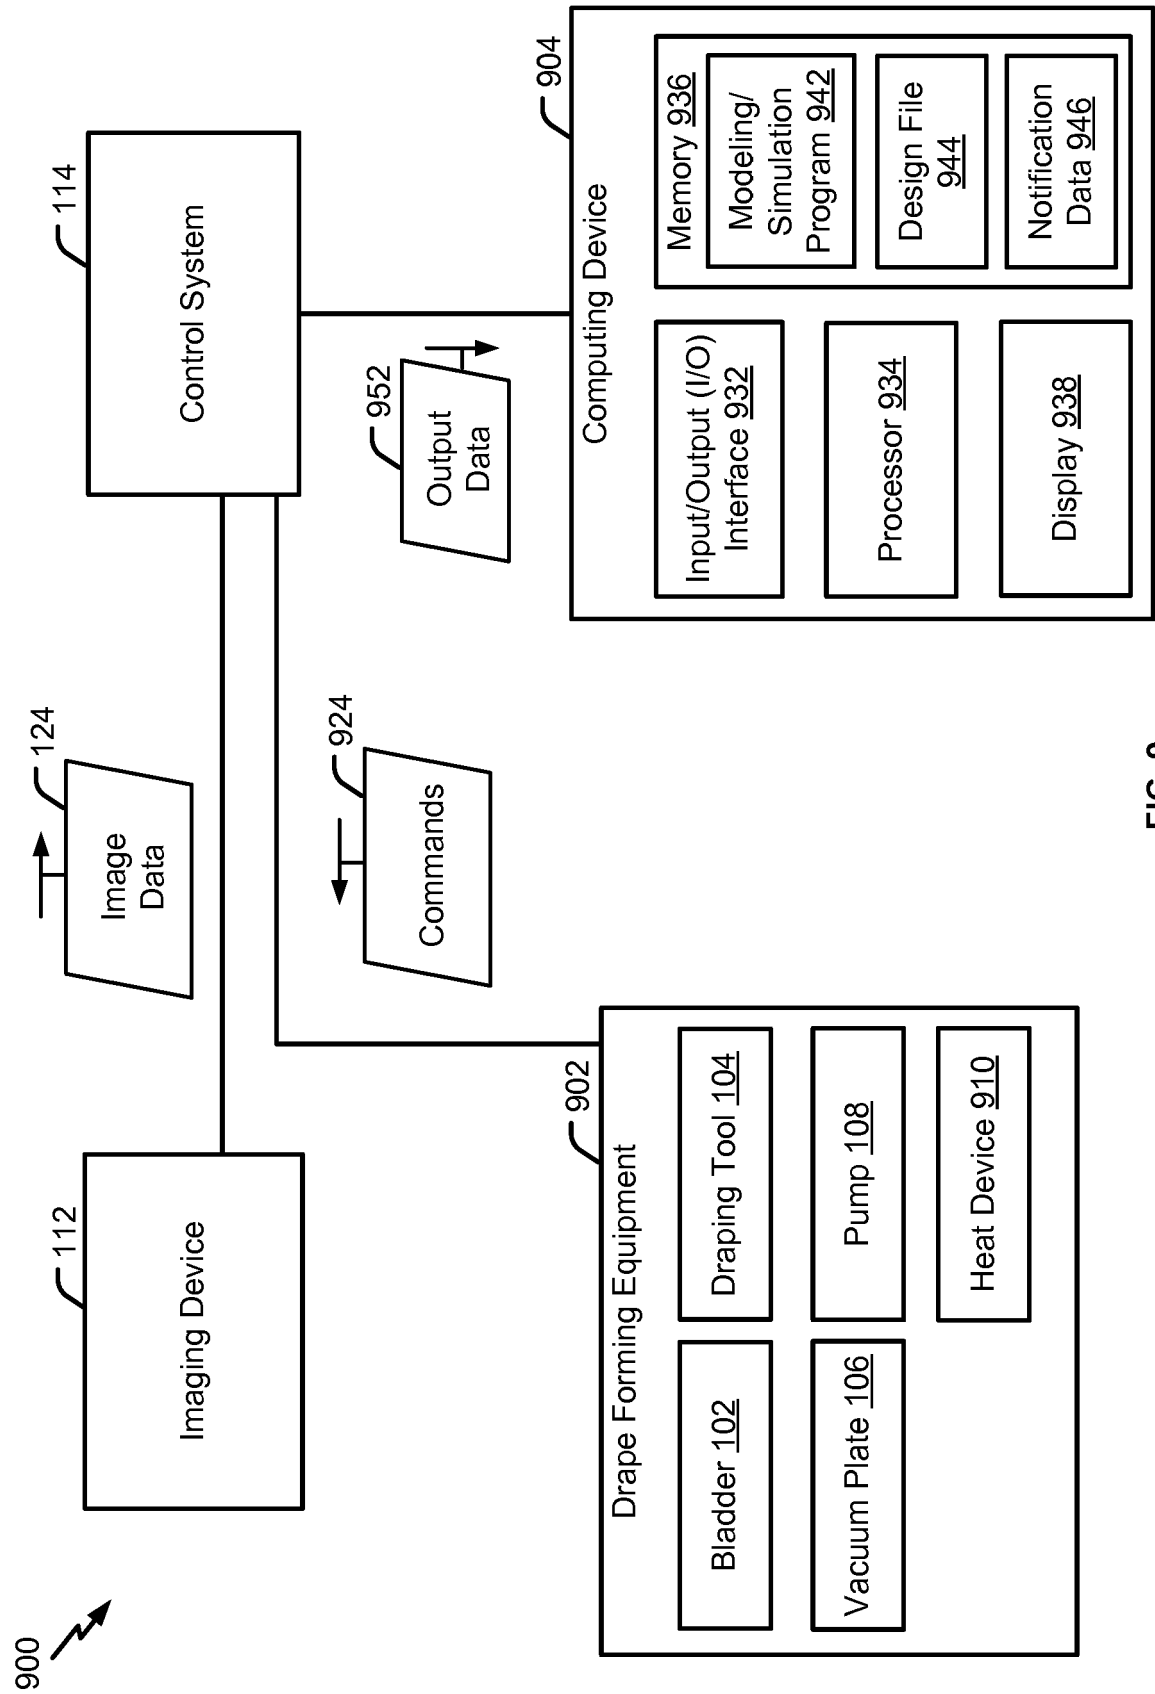 900
112
Imaging Device
124
Image
Data
114
Control System
924
Commands
952
Output
Data
902
Drape Forming Equipment
Bladder 102
Draping Tool 104
Vacuum Plate 106
Pump 108
Heat Device 910
904
Computing Device
Input/Output (I/O)
Interface 932
Processor 934
Display 938
Memory 936
Modeling/
Simulation
Program 942
Design File
944
Notification
Data 946